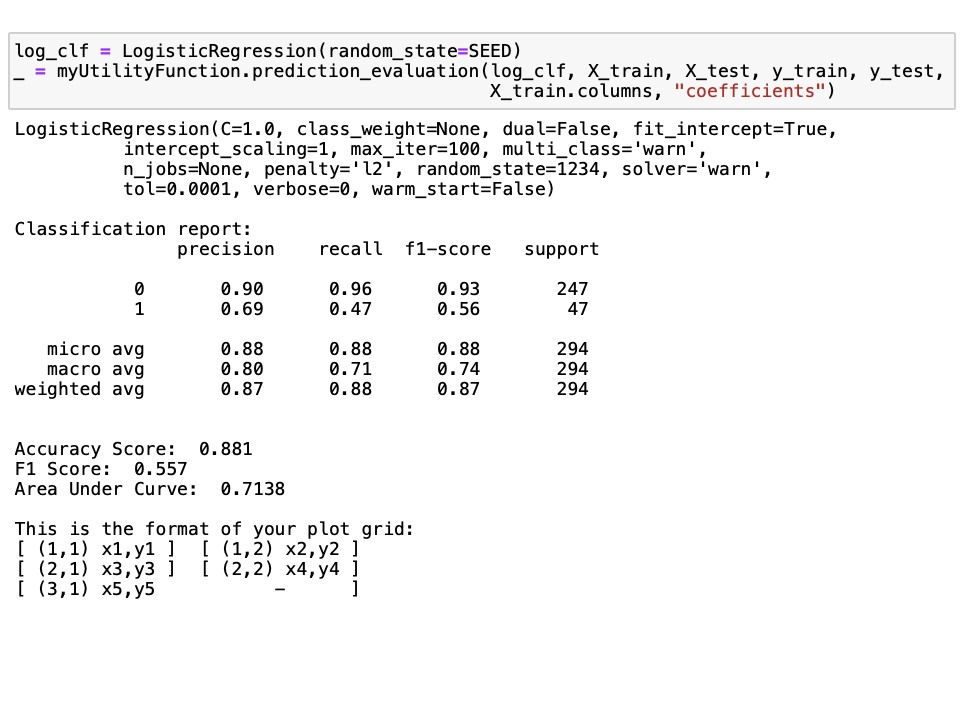 log_clf = LogisticRegression(random_state=SEED)
_ = myUtilityFunction.prediction_evaluation(log_clf, X_train, X_test, y_train, y_test,
X_train.columns, "coefficients")
LogisticRegression(C=1.0, class_weight=None, dual=False, fit_intercept=True,
intercept_scaling=1, max_iter=100, multi_class='warn',
n_jobs=None, penalty='l2', random_state=1234, solver='warn',
tol=0.0001, verbose=0, warm_start=False)
Classification report:
precision recall f1-score support
0 0.90 0.96 0.93 247
1 0.69 0.47 0.56 47
micro avg 0.88 0.88 0.88 294
macro avg 0.80 0.71 0.74 294
weighted avg 0.87 0.88 0.87 294
Accuracy Score: 0.881
F1 Score: 0.557
Area Under Curve: 0.7138
This is the format of your plot grid:
[ (1,1) x1,y1 ] [ (1,2) x2,y2 ]
[ (2,1) x3,y3 ] [ (2,2) x4,y4 ]
[ (3,1) x5,y5 - ]